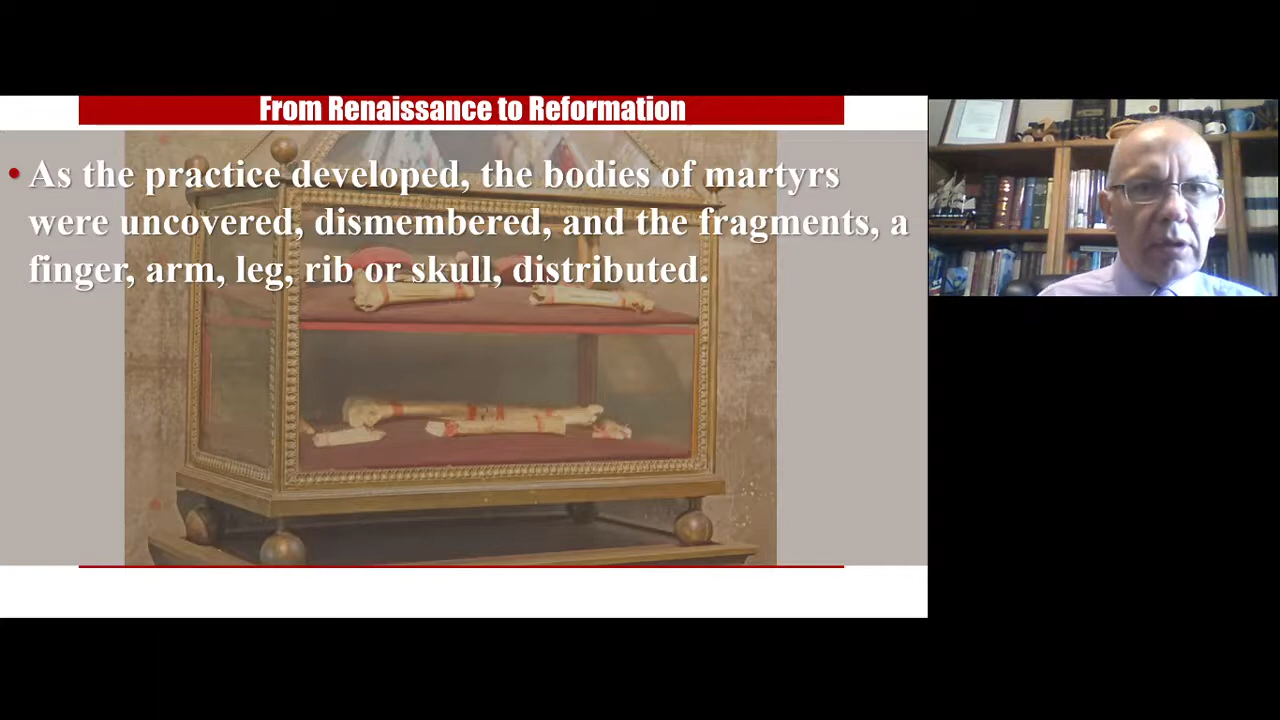 From Renaissance to Reformation
• As the practice developed, the bodies of martyrs
were uncovered, dismembered, and the fragments, a
finger, arm, leg, rib or skull, distributed.